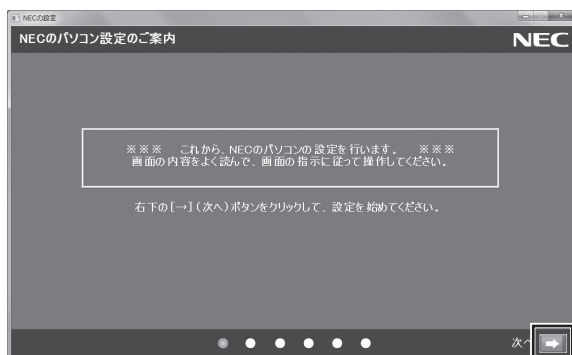 NECの設定
NECのパソコン設定のご案内
NEC
※※※ これから、NECのパソコンの設定を行います。 ※※※
画面の内容をよく読んで、画面の指示に従って操作してください。
右下の[→](次へ)ボタンをクリックして、設定を始めてください。
次へ